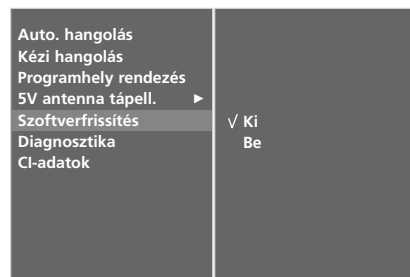 Auto. hangolás
Kézi hangolás
Programhely rendezés
5V antenna tápell. ►
Szoftverfrissítés
Diagnosztika
CI-adatok
√ Ki
Be